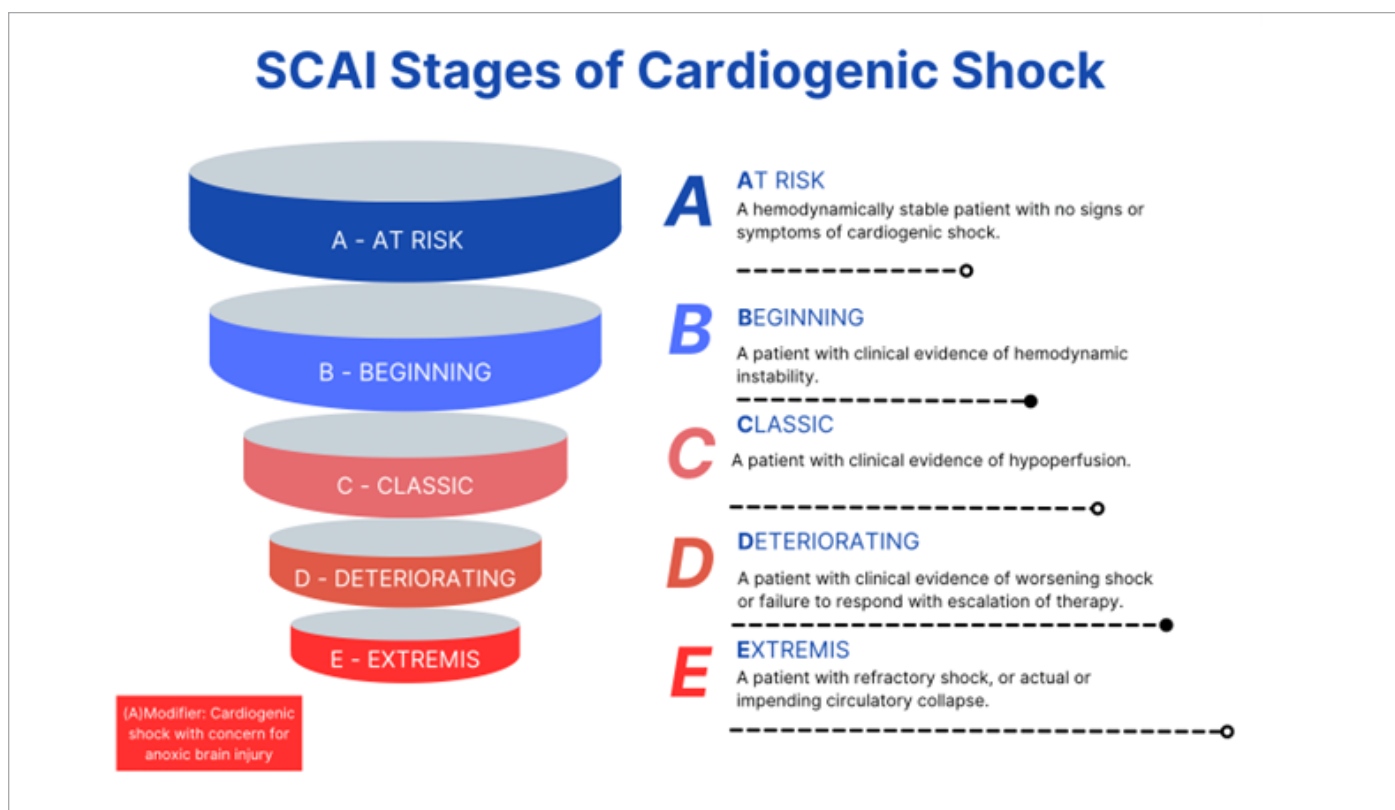 SCAI Stages of Cardiogenic Shock
A - AT RISK
B - BEGINNING
C - CLASSIC
D - DETERIORATING
E - EXTREMIS
(A)Modifier: Cardiogenic
shock with concern for
anoxic brain injury
A
AT RISK
A hemodynamically stable patient with no signs or
symptoms of cardiogenic shock.
B
BEGINNING
A patient with clinical evidence of hemodynamic
instability.
C
CLASSIC
A patient with clinical evidence of hypoperfusion.
D
DETERIORATING
A patient with clinical evidence of worsening shock
or failure to respond with escalation of therapy.
E
EXTREMIS
A patient with refractory shock, or actual or
impending circulatory collapse.